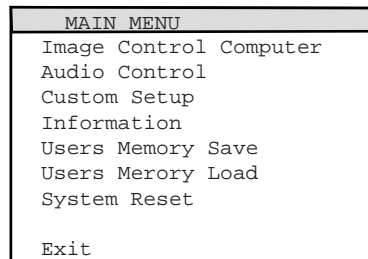 MAIN MENU
Image Control Computer
Audio Control
Custom Setup
Information
Users Memory Save
Users Merory Load
System Reset
Exit